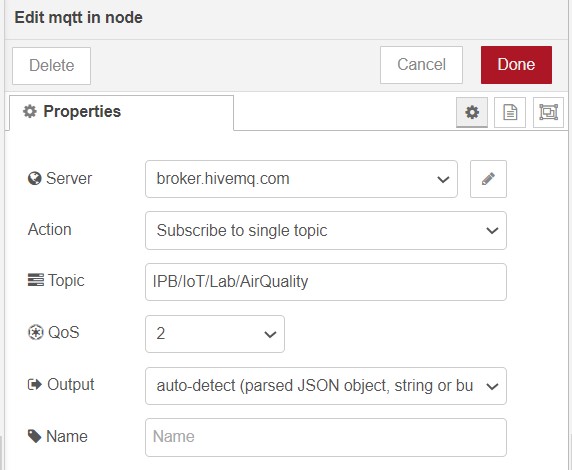 Edit mqtt in node
Delete
Cancel
Done
Properties
Server
broker.hivemq.com
Action
Subscribe to single topic
Topic
IPB/IoT/Lab/AirQuality
QoS
2
Output
auto-detect (parsed JSON object, string or bu
Name
Name